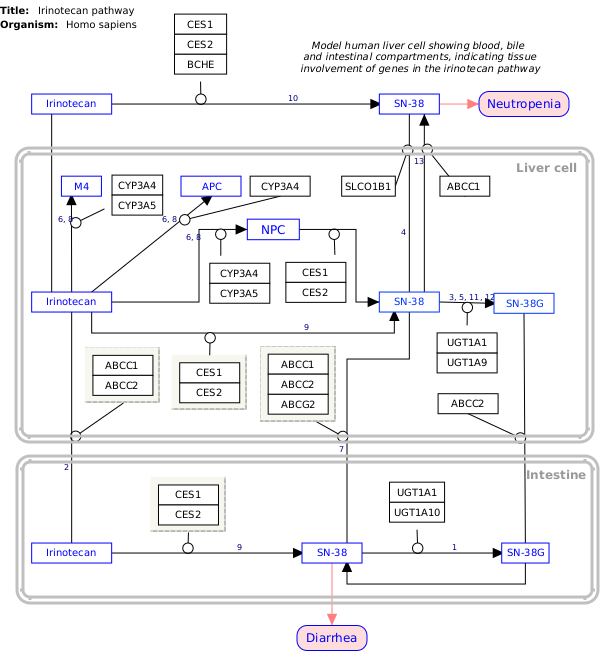 Title: Irinotecan pathway
Organism: Homo sapiens
CES1
CES2
BCHE
Model human liver cell showing blood, bile
and intestinal compartments, indicating tissue
involvement of genes in the irinotecan pathway
Irinotecan
10
SN-38
Neutropenia
Liver cell
13
M4
CYP3A4
CYP3A5
APC
CYP3A4
SLCO1B1
ABCC1
6, 8
6, 8
6, 8
NPC
4
CYP3A4
CYP3A5
CES1
CES2
Irinotecan
SN-38
3, 5, 11, 12
SN-38G
9
UGT1A1
UGT1A9
ABCC1
ABCC2
CES1
CES2
ABCC1
ABCC2
ABCG2
ABCC2
7
2
Intestine
CES1
CES2
UGT1A1
UGT1A10
Irinotecan
9
SN-38
1
SN-38G
Diarrhea